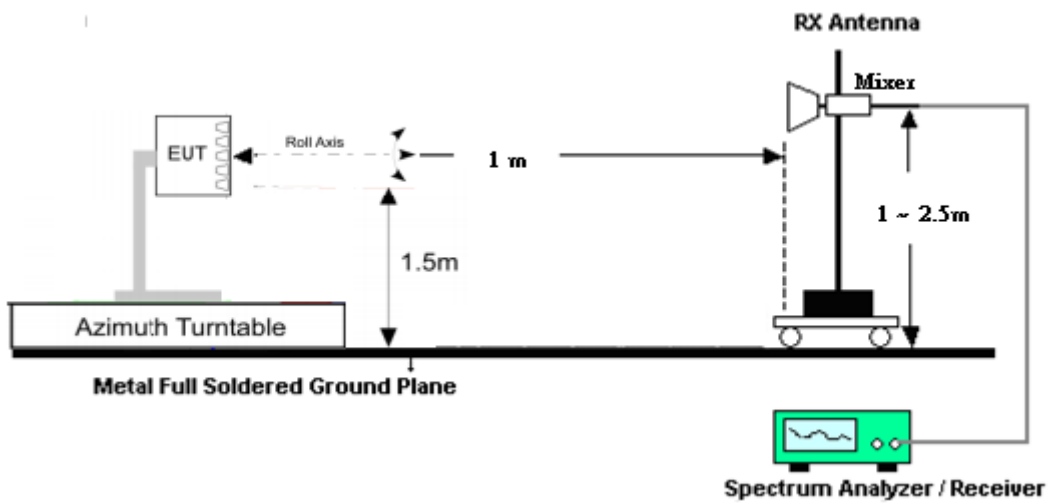 RX Antenna
Mixer
EUT
Roll Axis
1 m
1 ~ 2.5m
1.5m
Azimuth Turntable
Metal Full Soldered Ground Plane
Spectrum Analyzer / Receiver